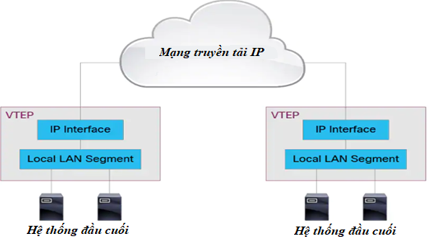 Mạng truyền tải IP
VTEP
IP Interface
Local LAN Segment
Hệ thống đầu cuối
VTEP
IP Interface
Local LAN Segment
Hệ thống đầu cuối